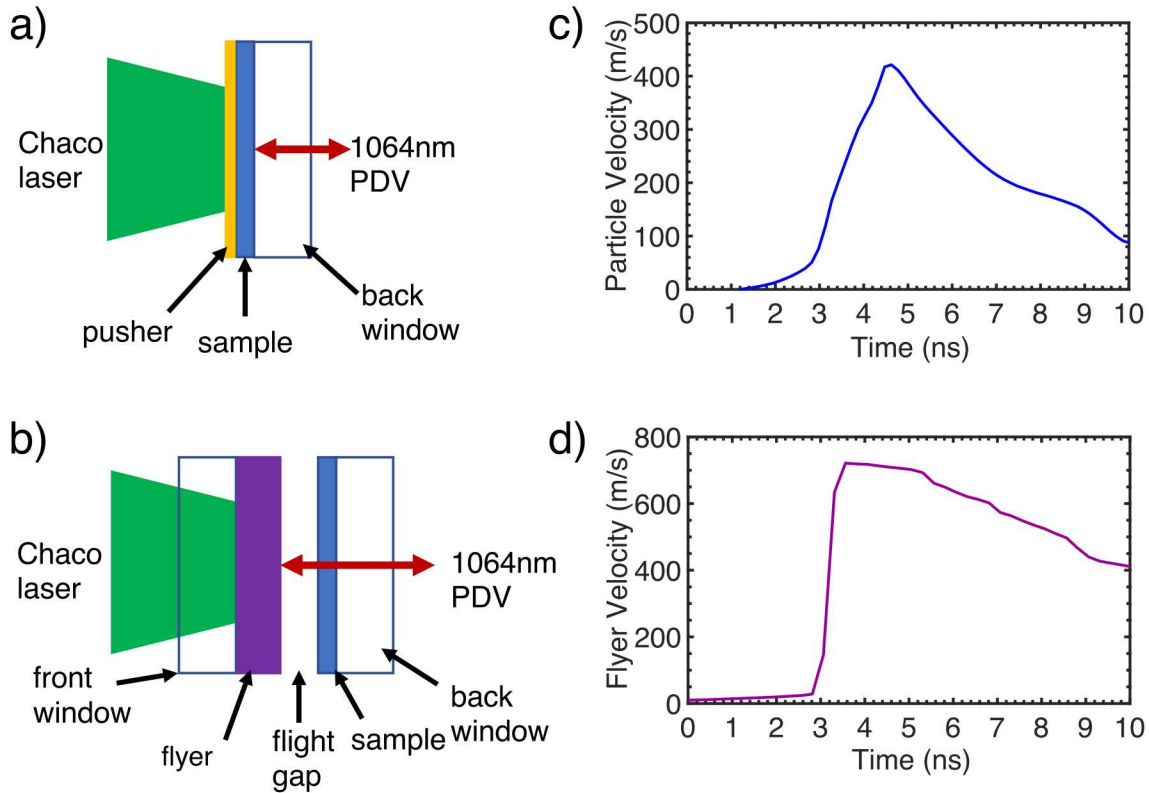 a)
Chaco
laser
1064nm
PDV
pusher
sample
back
window
b)
Chaco
laser
1064nm
PDV
front
window
flyer
flight
gap
sample
back
window
c)
Particle Velocity (m/s)
500
400
300
200
100
0
0 1 2 3 4 5 6 7 8 9 10
Time (ns)
d)
Flyer Velocity (m/s)
800
600
400
200
0
0 1 2 3 4 5 6 7 8 9 10
Time (ns)